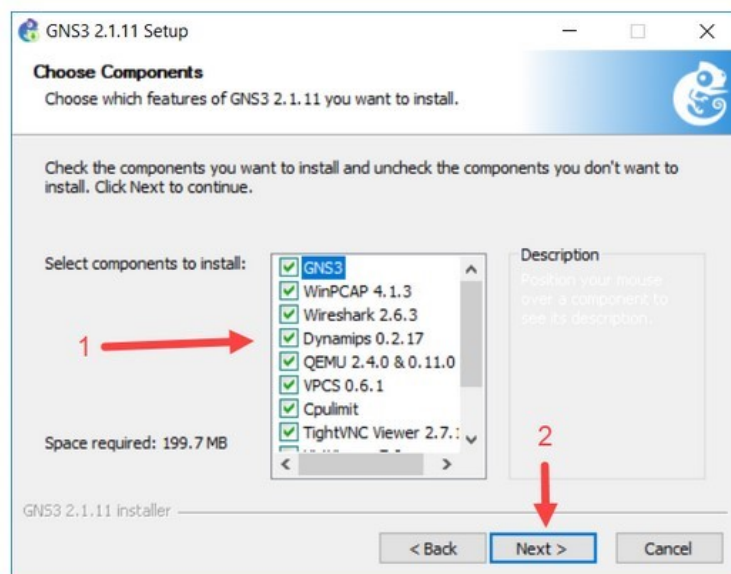 GNS3 2.1.11 Setup
Choose Components
Choose which features of GNS3 2.1.11 you want to install.
Check the components you want to install and uncheck the components you don't want to
install. Click Next to continue.
Select components to install:
GNS3
WinPCAP 4.1.3
Wireshark 2.6.3
Dynamips 0.2.17
QEMU 2.4.0 & 0.11.0
VPCS 0.6.1
Cpulimit
TightVNC Viewer 2.7.
Description
Position your mouse
over a component to
see its description.
1
2
Space required: 199.7 MB
GNS3 2.1.11 installer
< Back
Next >
Cancel